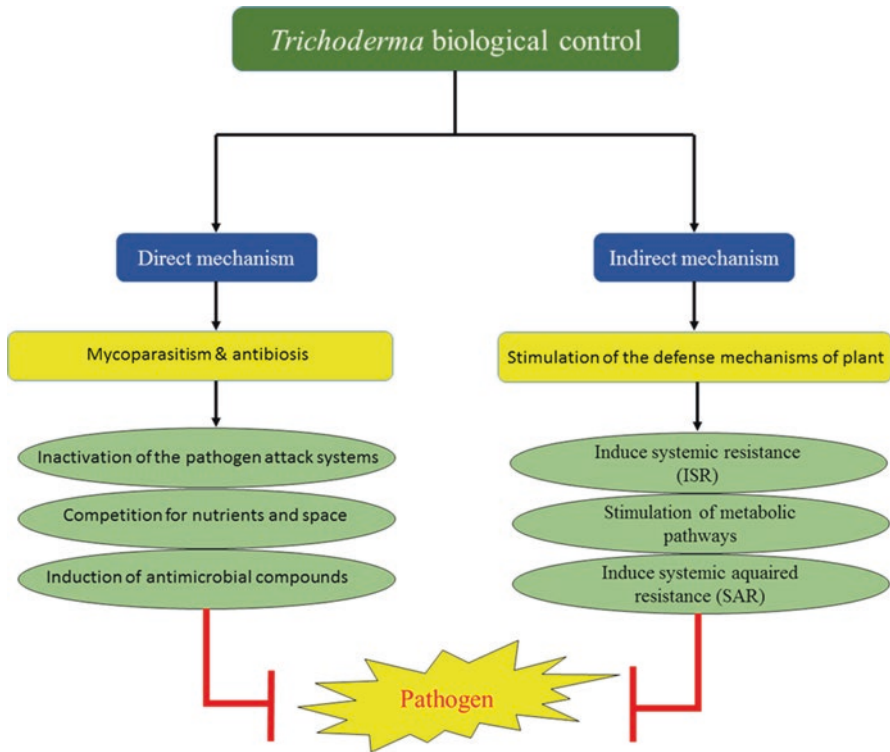 Trichoderma biological control
Direct mechanism
Indirect mechanism
Mycoparasitism & antibiosis
Stimulation of the defense mechanisms of plant
Inactivation of the pathogen attack systems
Competition for nutrients and space
Induction of antimicrobial compounds
Induce systemic resistance
(ISR)
Stimulation of metabolic
pathways
Induce systemic aquaired
resistance (SAR)
Pathogen